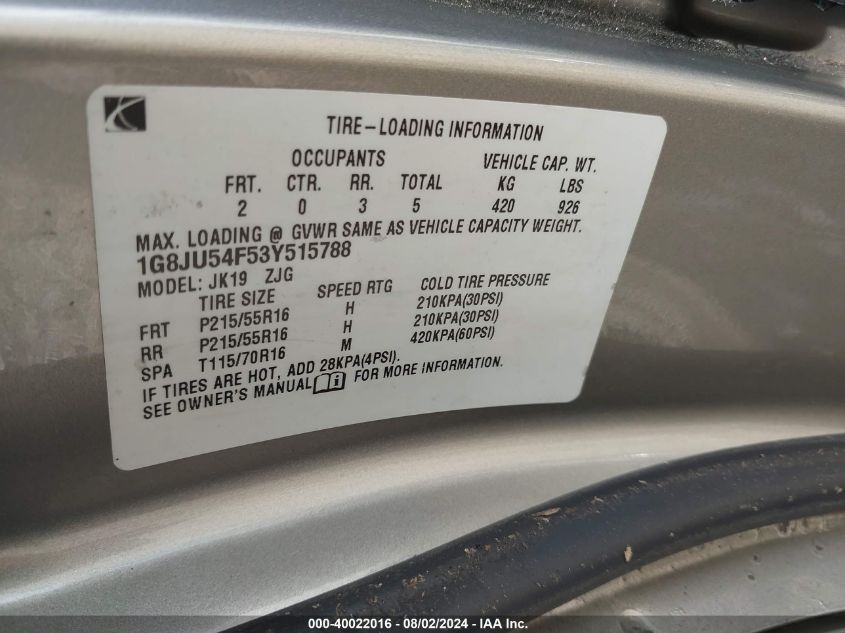 TIRE-LOADING INFORMATION
OCCUPANTS VEHICLE CAP. WT.
FRT. CTR. RR. TOTAL KG LBS
2 0 3 5 420 926
MAX. LOADING @ GVWR SAME AS VEHICLE CAPACITY WEIGHT.
1G8JU54F53Y515788
MODEL: JK19 ZJG
TIRE SIZE SPEED RTG COLD TIRE PRESSURE
FRT P215/55R16 H 210KPA(30PSI)
RR P215/55R16 H 210KPA(30PSI)
SPA T115/70R16 M 420KPA(60PSI)
IF TIRES ARE HOT, ADD 28KPA(4PSI).
SEE OWNER'S MANUAL FOR MORE INFORMATION.
000-40022016 - 08/02/2024 - IAA Inc.